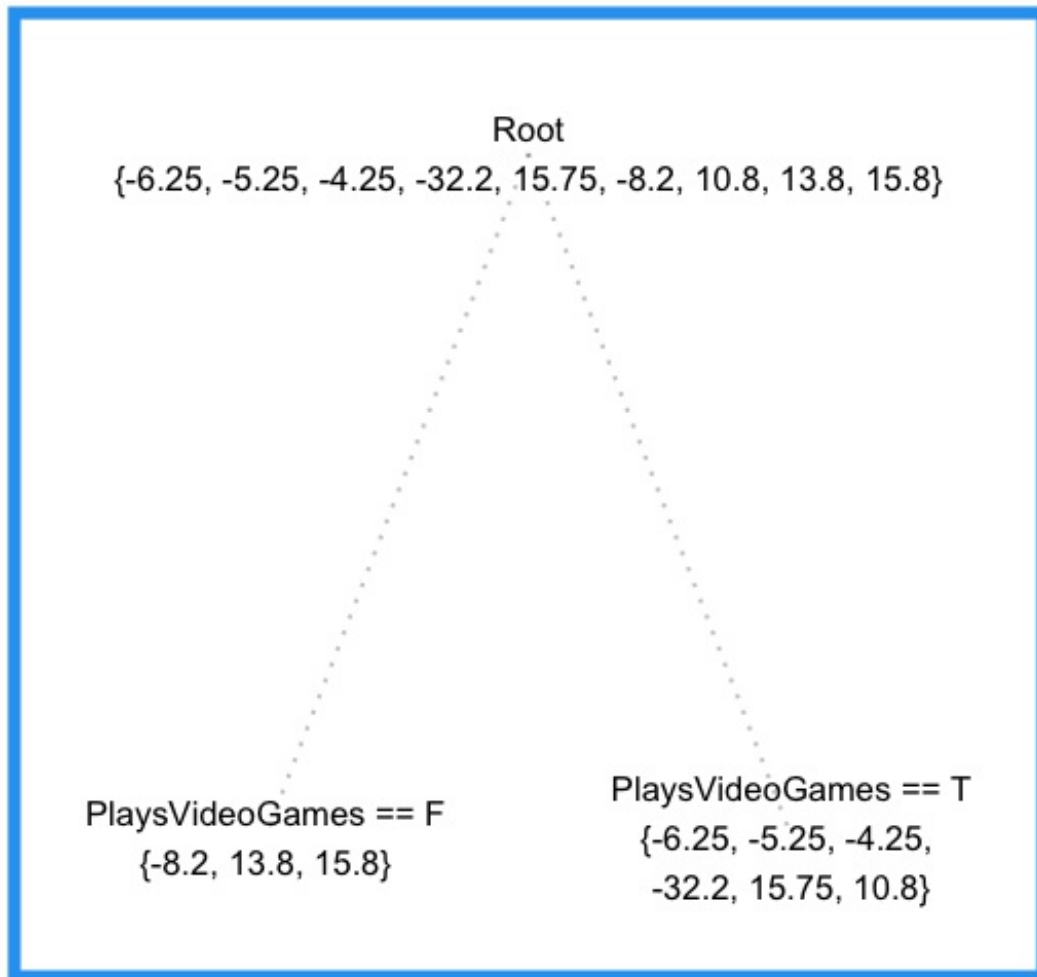 Root
{-6.25, -5.25, -4.25, -32.2, 15.75, -8.2, 10.8, 13.8, 15.8}
PlaysVideoGames == F
{-8.2, 13.8, 15.8}
PlaysVideoGames == T
{-6.25, -5.25, -4.25,
-32.2, 15.75, 10.8}